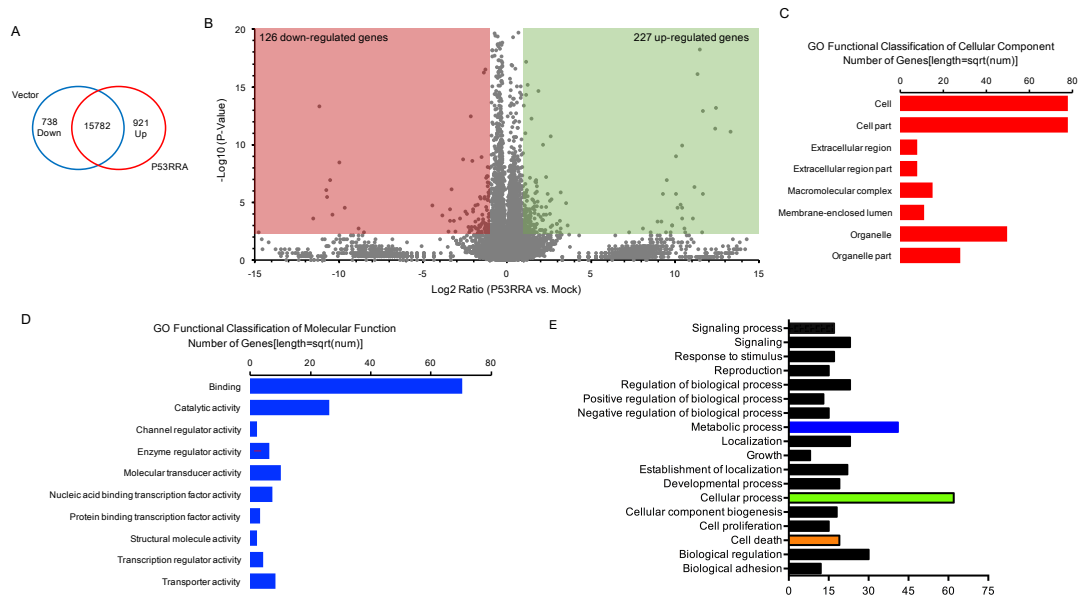 A
Vector
738
Down
15782
921
Up
P53RRA
B
126 down-regulated genes
227 up-regulated genes
20
15
10
5
0
-Log10 (P-Value)
-15
-10
-5
0
5
10
15
Log2 Ratio (P53RRA vs. Mock)
C
GO Functional Classification of Cellular Component
Number of Genes[length=sqrt(num)]
0 20 40 60 80
Cell
Cell part
Extracellular region
Extracellular region part
Macromolecular complex
Membrane-enclosed lumen
Organelle
Organelle part
D
GO Functional Classification of Molecular Function
Number of Genes[length=sqrt(num)]
0 20 40 60 80
Binding
Catalytic activity
Channel regulator activity
Enzyme regulator activity
Molecular transducer activity
Nucleic acid binding transcription factor activity
Protein binding transcription factor activity
Structural molecule activity
Transcription regulator activity
Transporter activity
E
Signaling process
Signaling
Response to stimulus
Reproduction
Regulation of biological process
Positive regulation of biological process
Negative regulation of biological process
Metabolic process
Localization
Growth
Establishment of localization
Developmental process
Cellular process
Cellular component biogenesis
Cell proliferation
Cell death
Biological regulation
Biological adhesion
0 15 30 45 60 75